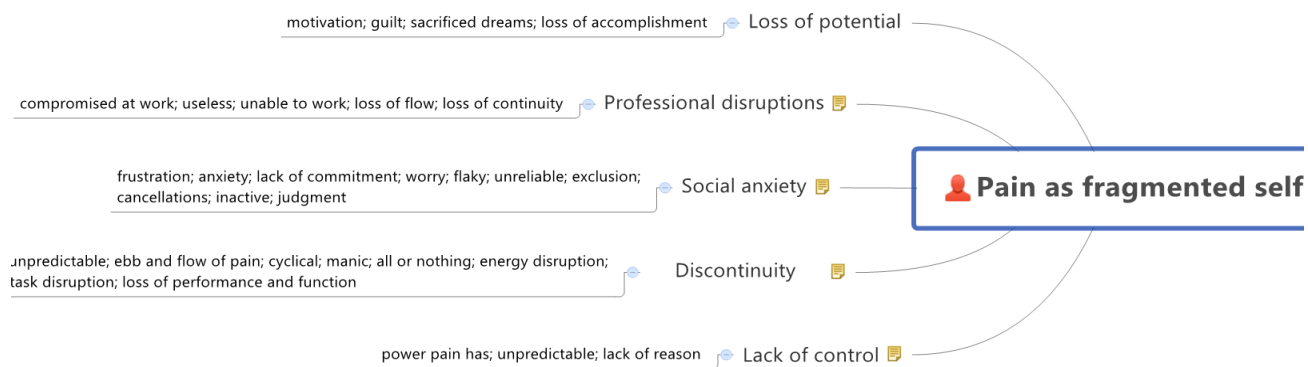 motivation; guilt; sacrificed dreams; loss of accomplishment
Loss of potential
compromised at work; useless; unable to work; loss of flow; loss of continuity
Professional disruptions
frustration; anxiety; lack of commitment; worry; flaky; unreliable; exclusion;
cancellations; inactive; judgment
Social anxiety
Pain as fragmented self
unpredictable; ebb and flow of pain; cyclical; manic; all or nothing; energy disruption;
task disruption; loss of performance and function
Discontinuity
power pain has; unpredictable; lack of reason
Lack of control